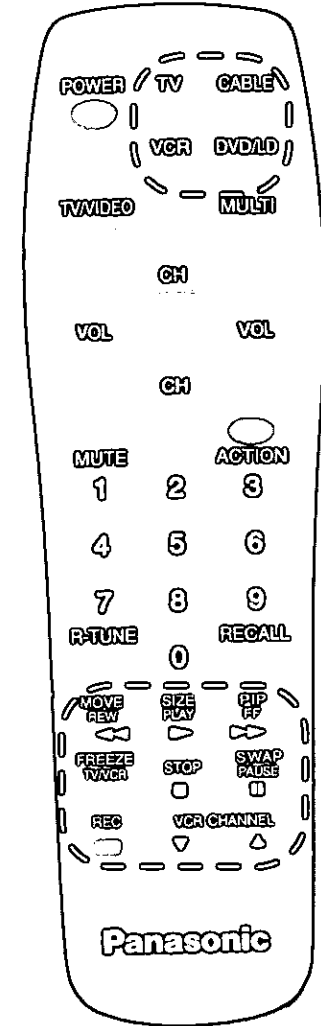 POWER TV CABLE
VCR DVD/LD
TV/VIDEO MULTI
CH
VOL VOL
CH
MUTE ACTION
1 2 3
4 5 6
7 8 9
R-TUNE RECALL
0
MOVE SIZE PIP
REW PLAY FF
FREEZE SWAP
TV/VCR STOP PAUSE
REC VCR CHANNEL
Panasonic